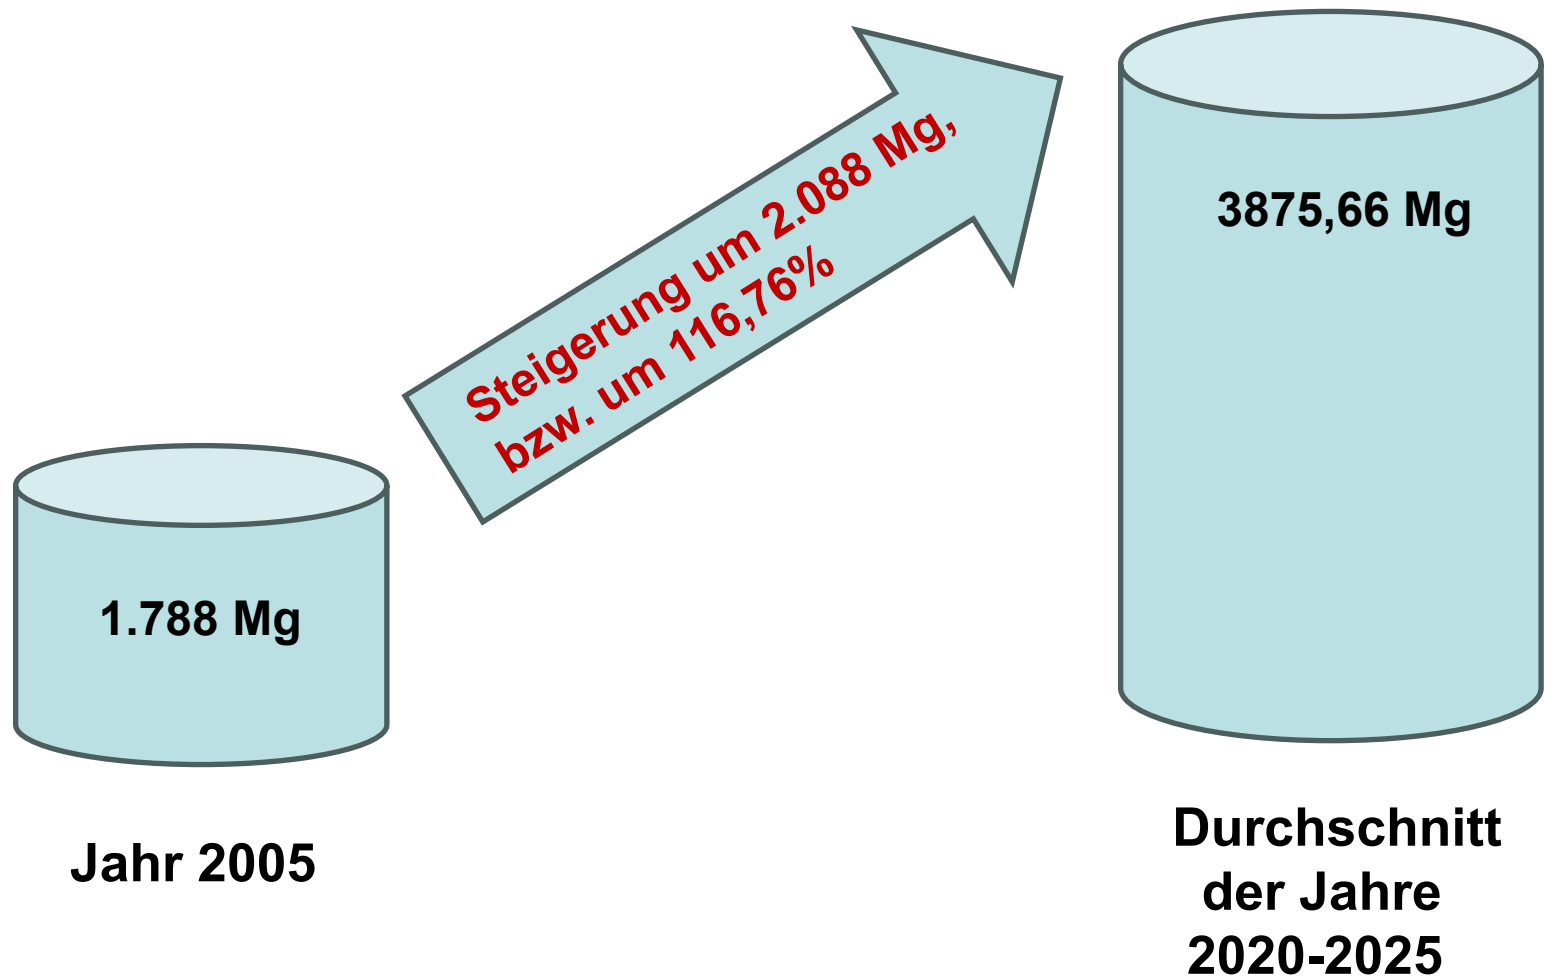 Steigerung um 2.088 Mg,
bzw. um 116,76%
3875,66 Mg
1.788 Mg
Jahr 2005
Durchschnitt
der Jahre
2020-2025